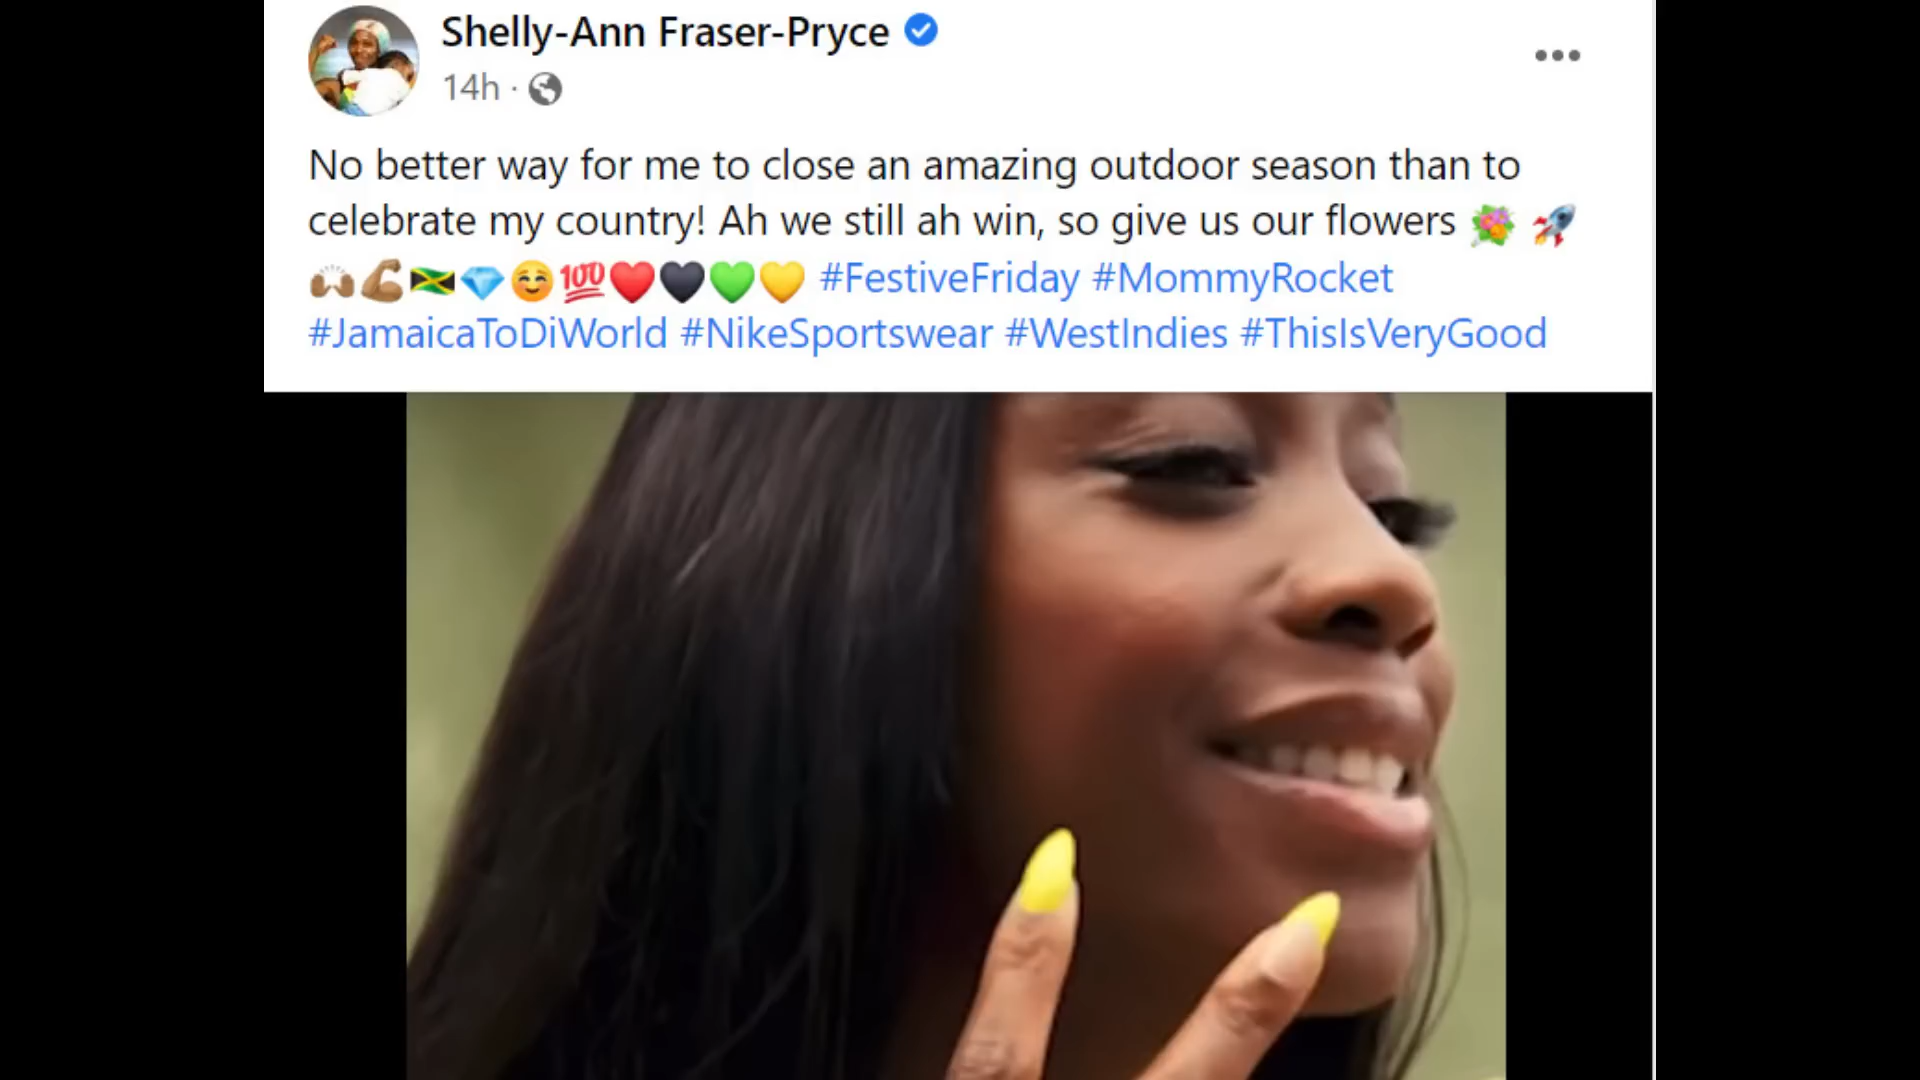 Shelly-Ann Fraser-Pryce
14h ·
No better way for me to close an amazing outdoor season than to
celebrate my country! Ah we still ah win, so give us our flowers 💐 🚀
🙌🏽💪🏽🇯🇲💎☺️💯❤️🖤💚💛 #FestiveFriday #MommyRocket
#JamaicaToDiWorld #NikeSportswear #WestIndies #ThisIsVeryGood